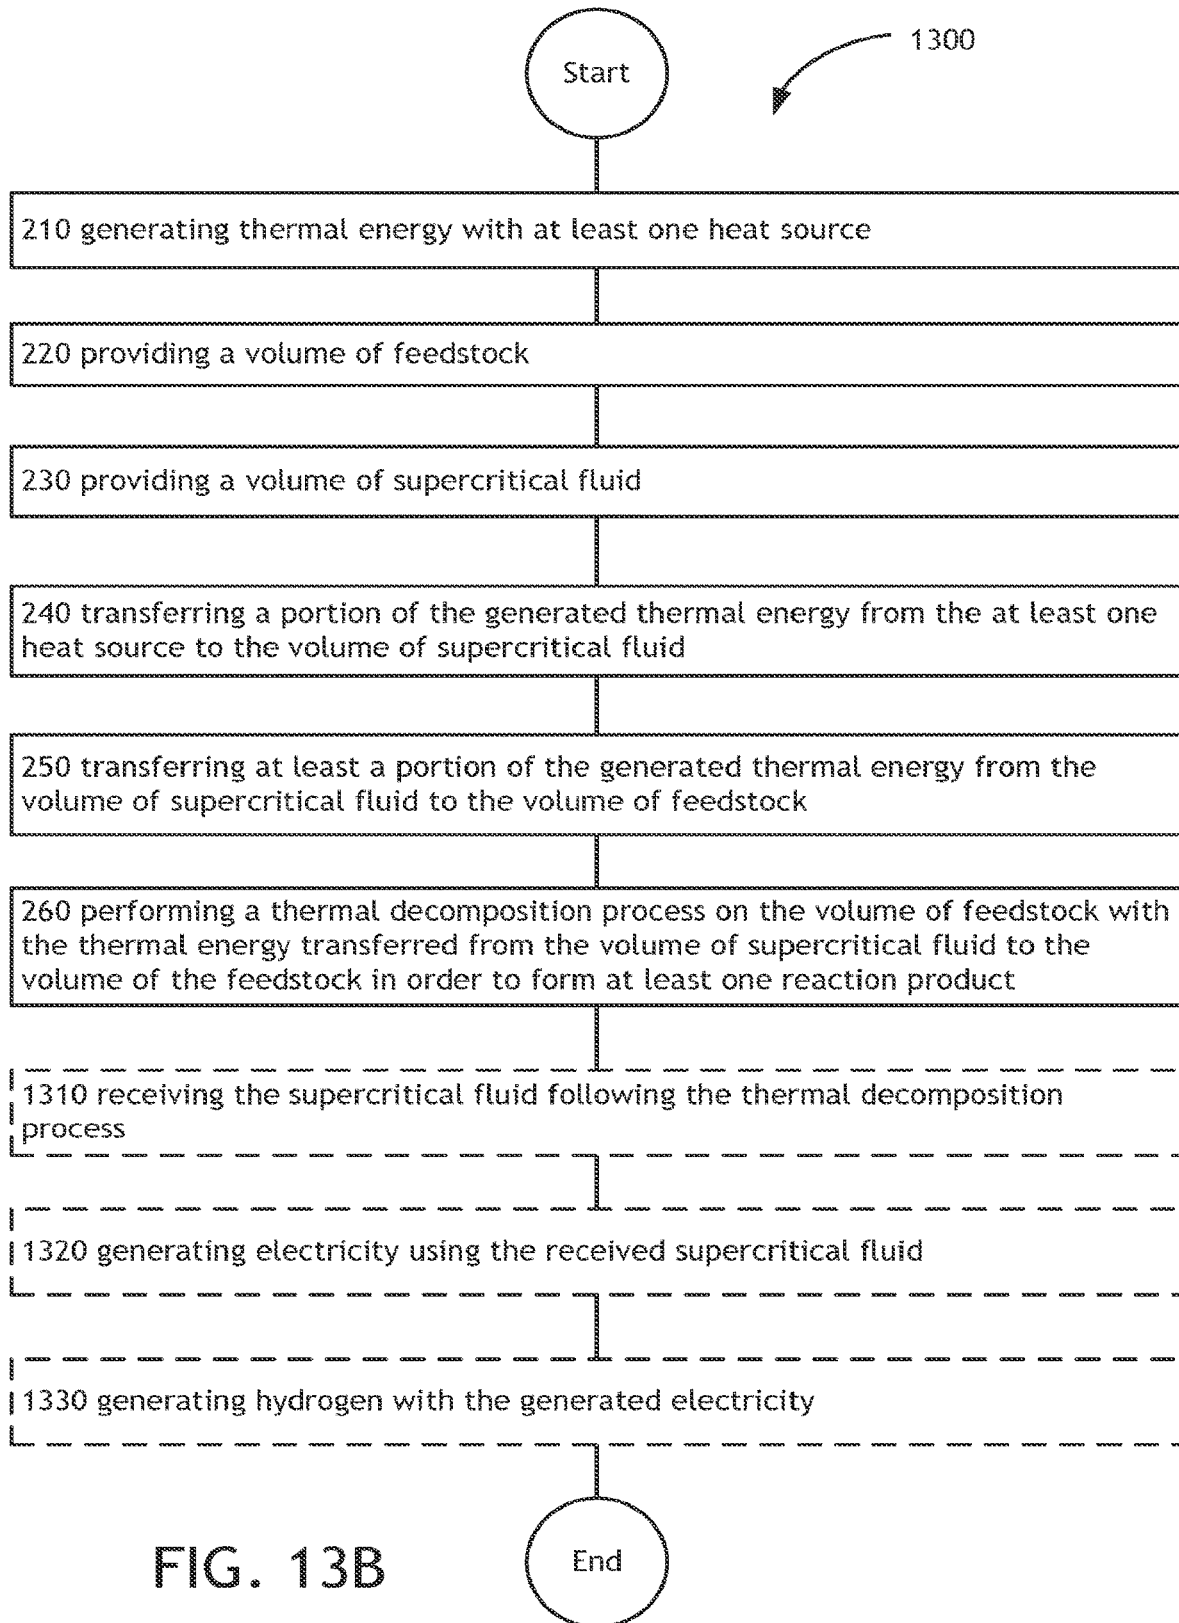 Start
1300
210 generating thermal energy with at least one heat source
220 providing a volume of feedstock
230 providing a volume of supercritical fluid
240 transferring a portion of the generated thermal energy from the at least one
heat source to the volume of supercritical fluid
250 transferring at least a portion of the generated thermal energy from the
volume of supercritical fluid to the volume of feedstock
260 performing a thermal decomposition process on the volume of feedstock with
the thermal energy transferred from the volume of supercritical fluid to the
volume of the feedstock in order to form at least one reaction product
1310 receiving the supercritical fluid following the thermal decomposition
process
1320 generating electricity using the received supercritical fluid
1330 generating hydrogen with the generated electricity
End
FIG. 13B